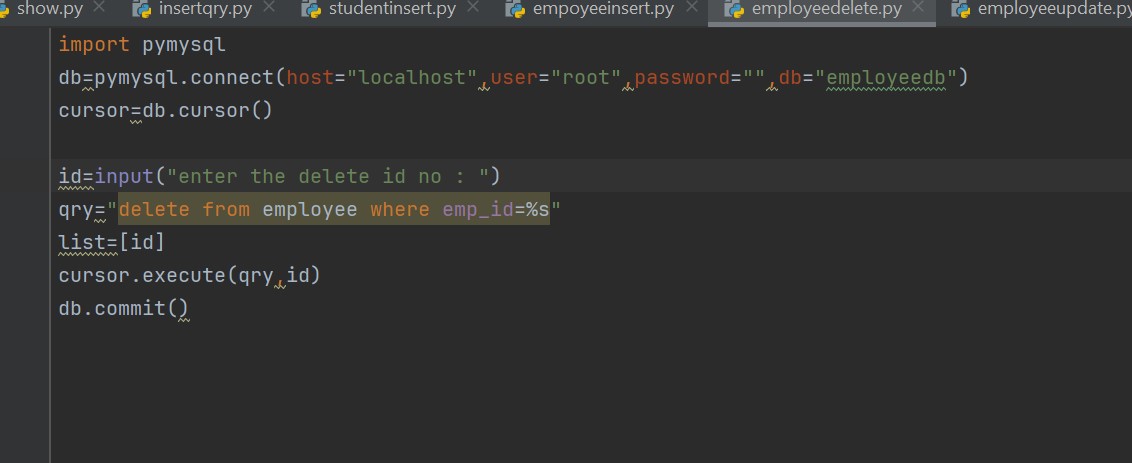 show.py insertqry.py studentinsert.py empoyeeinsert.py employeedelete.py employeeupdate.py
import pymysql
db=pymysql.connect(host="localhost",user="root",password="",db="employeedb")
cursor=db.cursor()
id=input("enter the delete id no : ")
qry="delete from employee where emp_id=%s"
list=[id]
cursor.execute(qry,id)
db.commit()